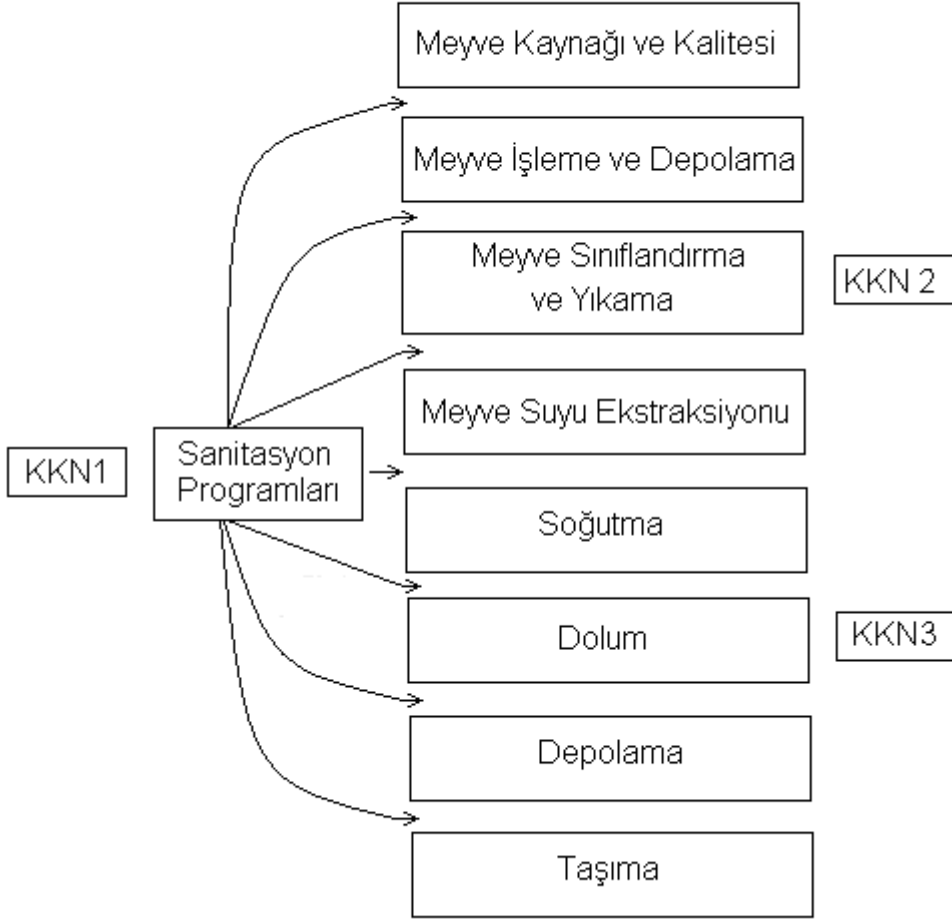 Meyve Kaynağı ve Kalitesi
Meyve İşleme ve Depolama
Meyve Sınıflandırma
ve Yıkama
KKN 2
Meyve Suyu Ekstraksiyonu
KKN1
Sanitasyon
Programları
Soğutma
Dolum
KKN3
Depolama
Taşıma